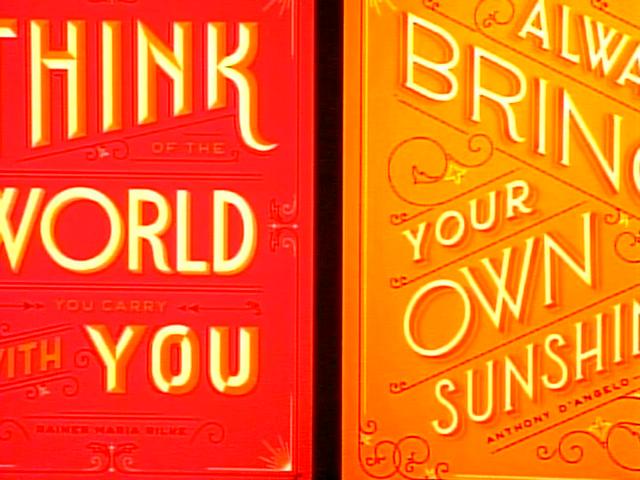 THINK
OF THE
WORLD
YOU CARRY
WITH YOU
RAINER MARIA RILKE
ALWA
BRING
YOUR
OWN
SUNSHIN
ANTHONY D'ANGELO